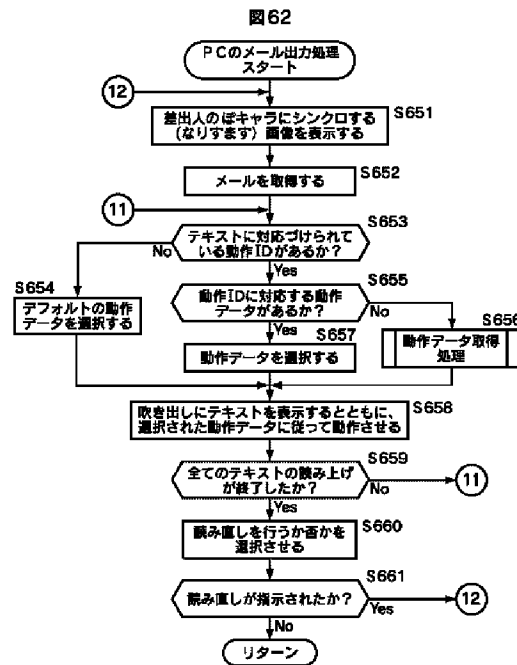 図62
PCのメール出力処理
スタート
12
S651
差出人のぽキャラにシンクロする
(なりすます)画像を表示する
S652
メールを取得する
11
S653
テキストに対応づけられて
いる動作IDがあるか?
No
Yes
S654
デフォルトの動作
データを選択する
S655
動作IDに対応する動作
データがあるか?
No
Yes
S656
動作データ取得
処理
S657
動作データを選択する
S658
吹き出しにテキストを表示するとともに、
選択された動作データに従って動作させる
S659
全てのテキストの読み上げ
が終了したか?
No
11
Yes
S660
読み直しを行うか否かを
選択させる
S661
読み直しが指示されたか?
Yes
12
No
リターン